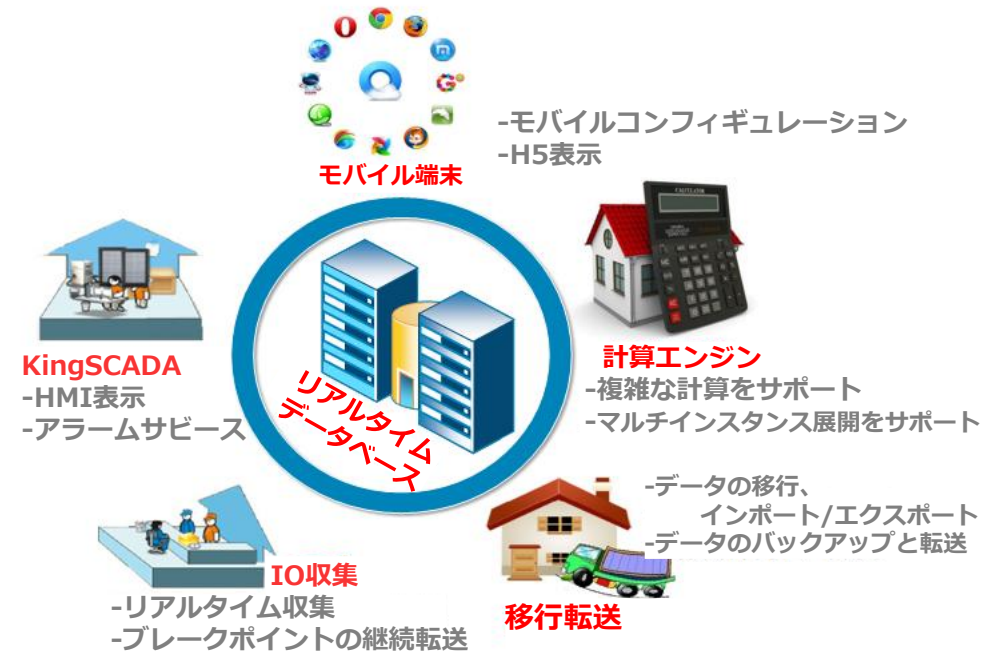 モバイル端末
-モバイルコンフィギュレーション
-H5表示
CALCULATOR
KingSCADA
-HMI表示
-アラームサビース
リアルタイム
データベース
計算エンジン
-複雑な計算をサポート
-マルチインスタンス展開をサポート
IO収集
-リアルタイム収集
-ブレークポイントの継続転送
移行転送
-データの移行、
インポート/エクスポート
-データのバックアップと転送